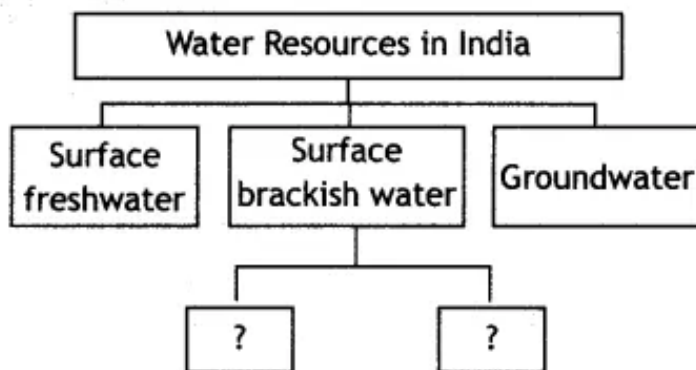 Water Resources in India
Surface
freshwater
Surface
brackish water
Groundwater
?
?